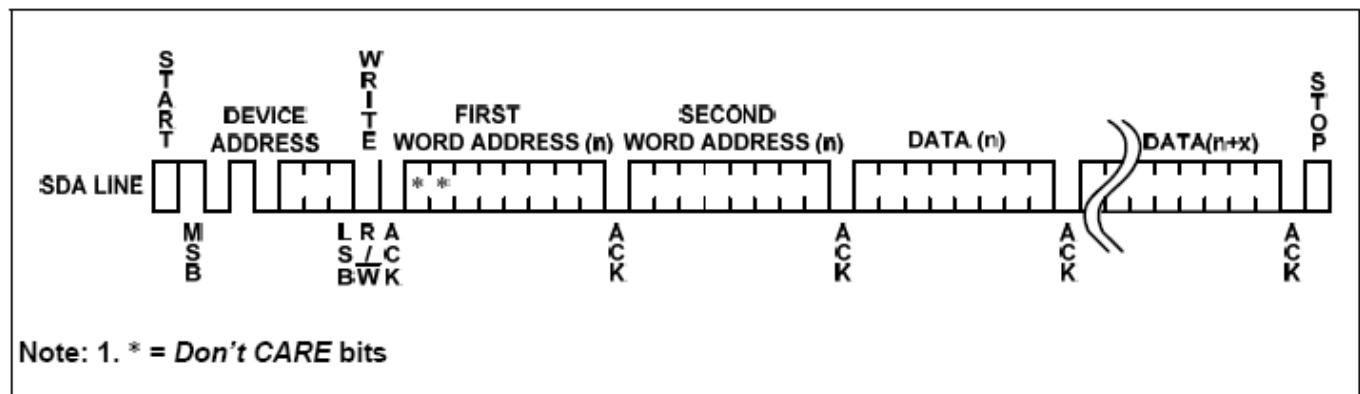 START
DEVICE
ADDRESS
WRITE
FIRST
WORD ADDRESS (n)
SECOND
WORD ADDRESS (n)
DATA (n)
DATA(n+x)
STOP
SDA LINE
* *
MSB
LSB
R/W
ACK
ACK
ACK
ACK
ACK
Note: 1. * = Don't CARE bits